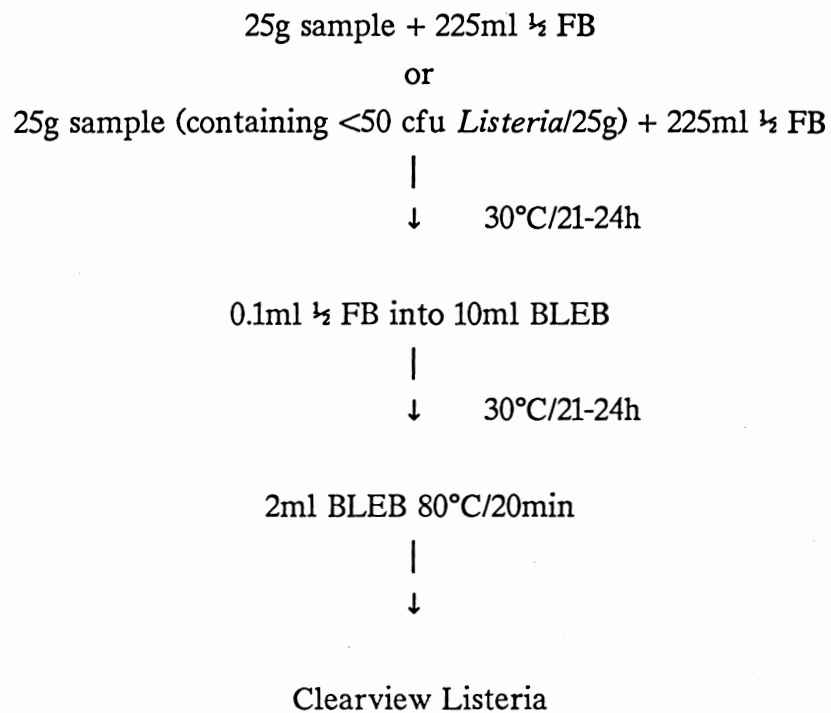 25g sample + 225ml ½ FB
or
25g sample (containing <50 cfu Listeria/25g) + 225ml ½ FB
|
↓ 30°C/21-24h
0.1ml ½ FB into 10ml BLEB
|
↓ 30°C/21-24h
2ml BLEB 80°C/20min
|
↓
Clearview Listeria